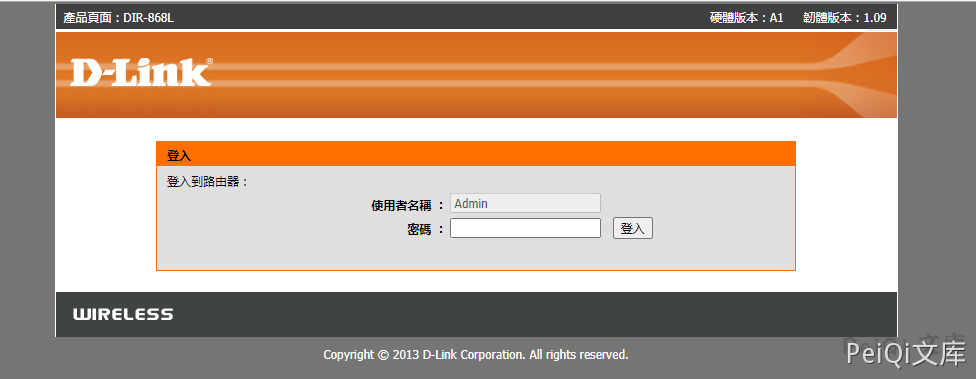 產品頁面：DIR-868L 硬體版本：A1 韌體版本：1.09
D-Link®
登入
登入到路由器：
使用者名稱 ： Admin
密碼 ： 登入
WIRELESS
Copyright © 2013 D-Link Corporation. All rights reserved.
PeiQi文库